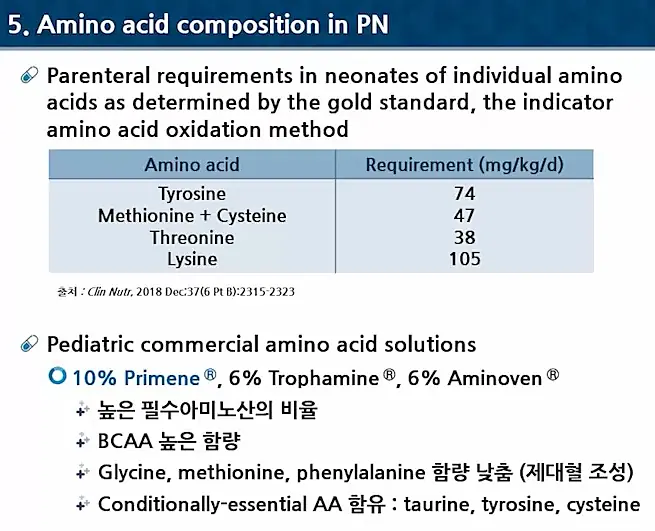 5. Amino acid composition in PN
Parenteral requirements in neonates of individual amino
acids as determined by the gold standard, the indicator
amino acid oxidation method
Amino acid Requirement (mg/kg/d)
Tyrosine 74
Methionine + Cysteine 47
Threonine 38
Lysine 105
출처 : Clin Nutr, 2018 Dec;37(6 Pt B):2315-2323
Pediatric commercial amino acid solutions
10% Primene®, 6% Trophamine®, 6% Aminoven®
높은 필수아미노산의 비율
BCAA 높은 함량
Glycine, methionine, phenylalanine 함량 낮춤 (제대혈 조성)
Conditionally-essential AA 함유 : taurine, tyrosine, cysteine